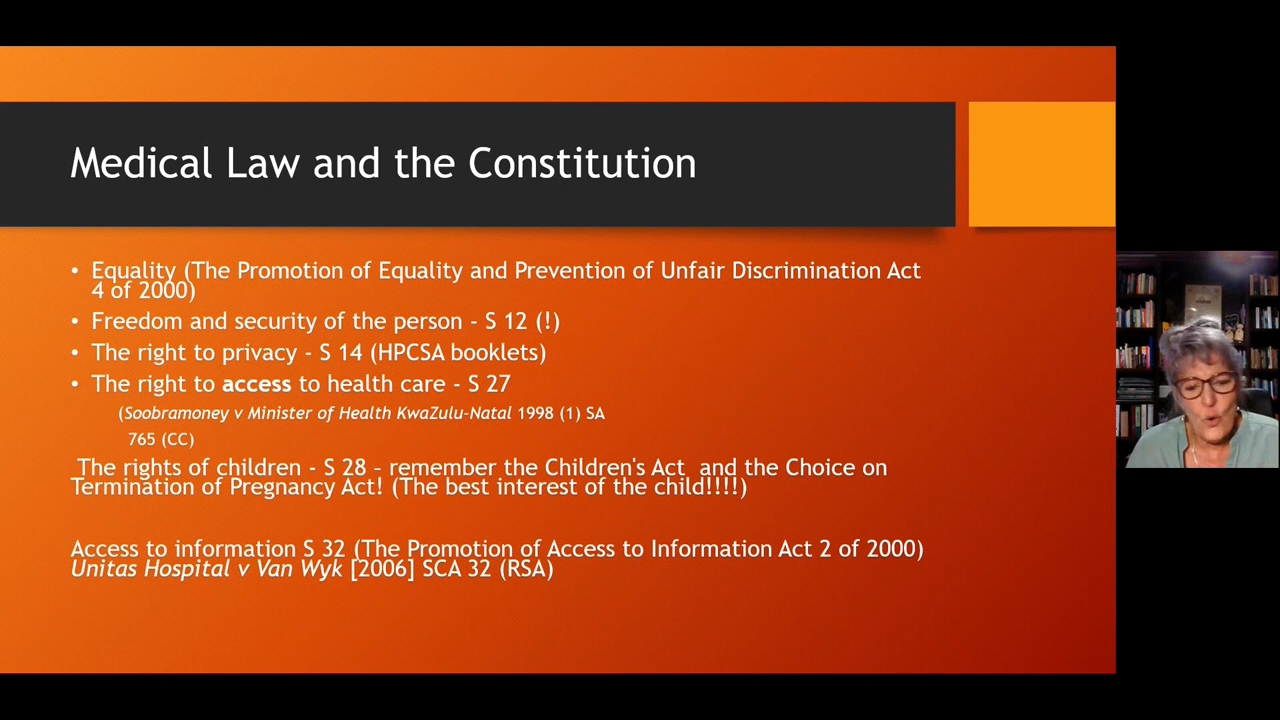 Medical Law and the Constitution
• Equality (The Promotion of Equality and Prevention of Unfair Discrimination Act
4 of 2000)
• Freedom and security of the person - S 12 (!)
• The right to privacy - S 14 (HPCSA booklets)
• The right to access to health care - S 27
(Soobramoney v Minister of Health KwaZulu-Natal 1998 (1) SA
765 (CC)
The rights of children - S 28 – remember the Children's Act  and the Choice on
Termination of Pregnancy Act! (The best interest of the child!!!!)
Access to information S 32 (The Promotion of Access to Information Act 2 of 2000)
Unitas Hospital v Van Wyk [2006] SCA 32 (RSA)